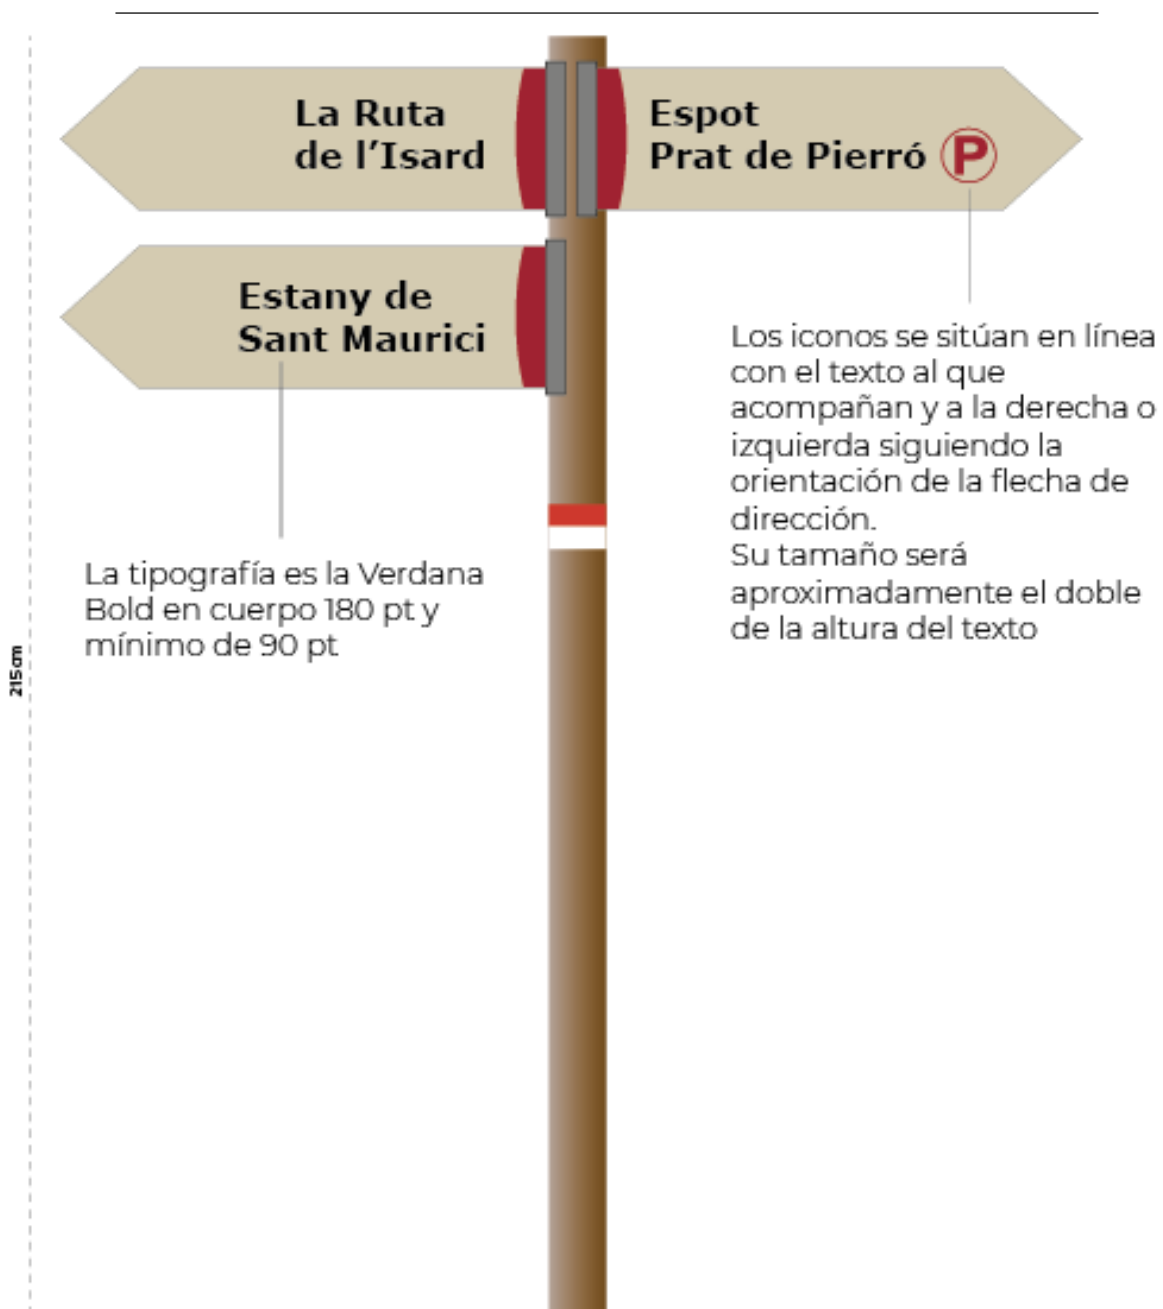 La Ruta
de l’Isard
Espot
Prat de Pierró P
Estany de
Sant Maurici
Los iconos se sitúan en línea
con el texto al que
acompañan y a la derecha o
izquierda siguiendo la
orientación de la flecha de
dirección.
Su tamaño será
aproximadamente el doble
de la altura del texto
La tipografía es la Verdana
Bold en cuerpo 180 pt y
mínimo de 90 pt
215cm